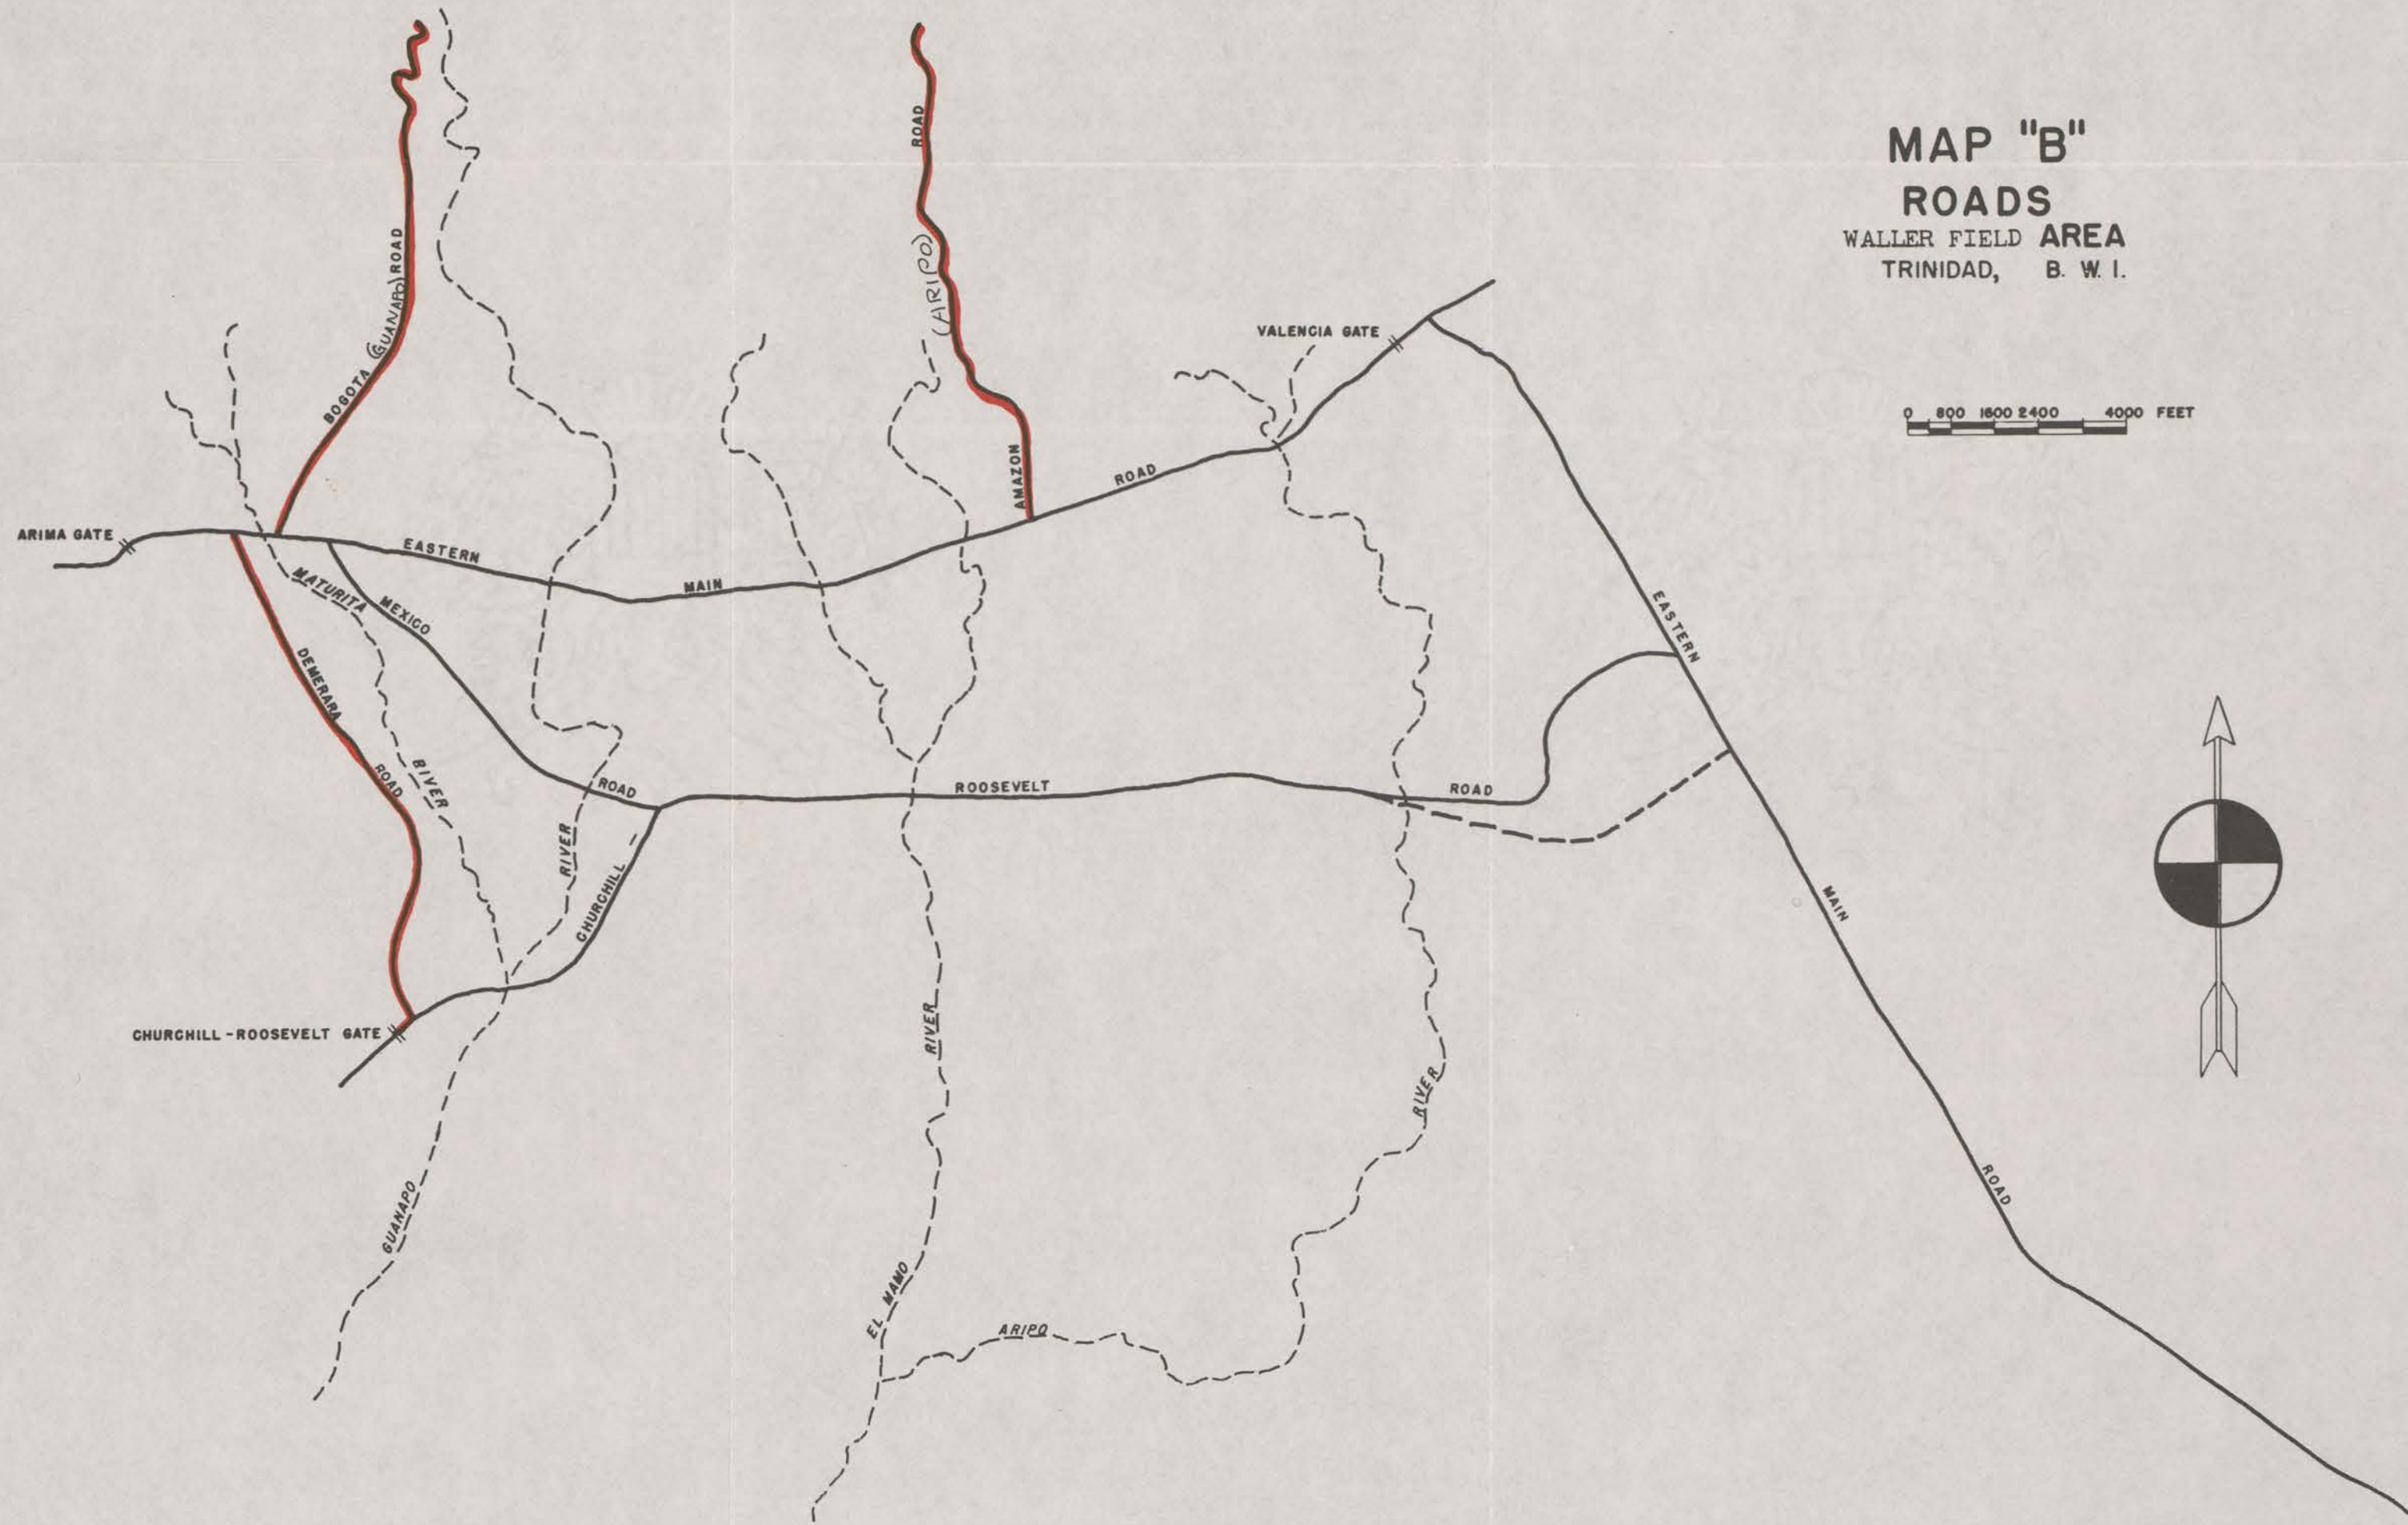 MAP "B"
ROADS
WALLER FIELD AREA
TRINIDAD, B. W. I.
0 800 1600 2400 4000 FEET
ROAD
(ARIPO)
AMAZON
BOGOTA (GUANAPO) ROAD
VALENCIA GATE
ARIMA GATE
EASTERN
MAIN
ROAD
MATURITA
RIVER
MEXICO
ROAD
DEMERARA
ROAD
EASTERN
MAIN
ROAD
ROOSEVELT
ROAD
RIVER
CHURCHILL
CHURCHILL-ROOSEVELT GATE
RIVER
RIVER
GUANAPO
EL MAMO
ARIPO